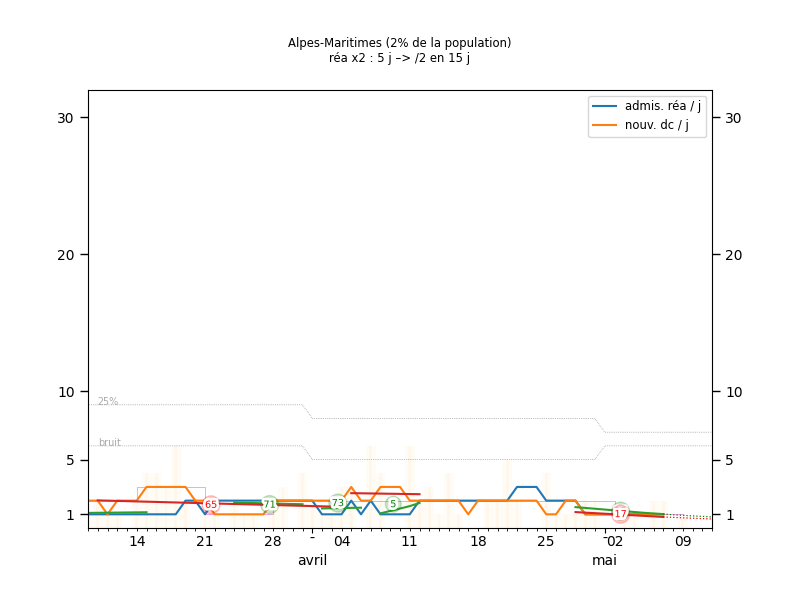 Alpes-Maritimes (2% de la population)
réa x2 : 5 j –> /2 en 15 j
admis. réa / j
nouv. dc / j
30 30
20 20
10 10
25%
bruit
5 5
65 71 73 5 17
1 1
14 21 28 - 04 11 18 25 -02 09
avril mai